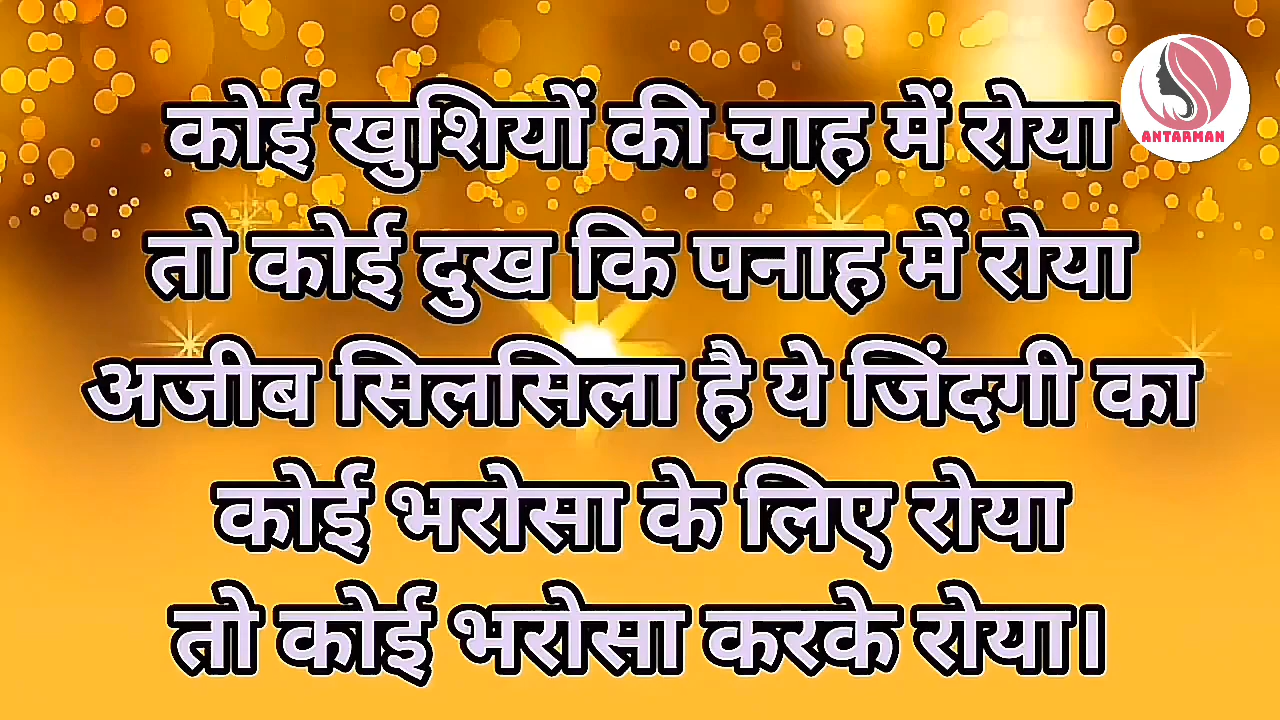 कोई खुशियों की चाह में रोया
ANTARMAN
तो कोई दुख कि पनाह में रोया
अजीब सिलसिला है ये जिंदगी का
कोई भरोसा के लिए रोया
तो कोई भरोसा करके रोया।